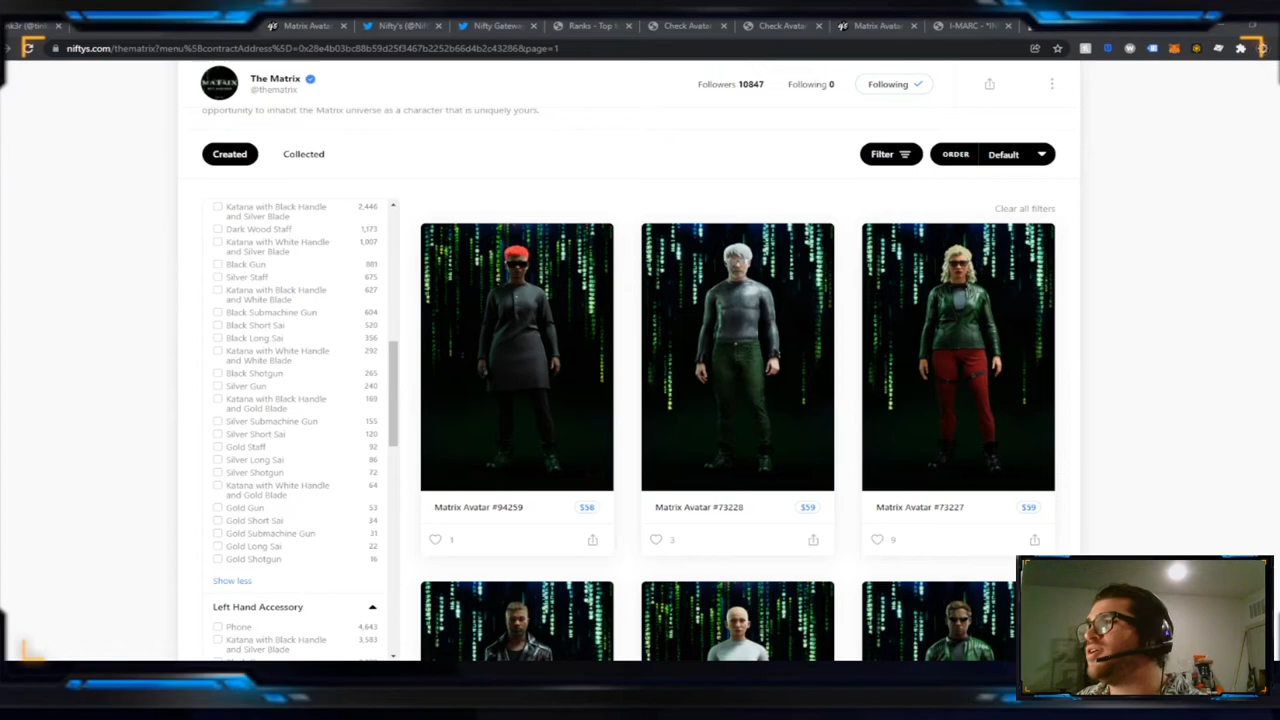 Matrix Avatar
Nifty's (@Nif
Nifty Gatewa
Ranks - Top
Check Avatar
Check Avatar
Matrix Avatar
I-MARC - "IN
niftys.com/thematrix?menu%5BcontractAddress%5D=0x28e4b03bc88b59d25f3467b2252b66d4b2c43286&page=1
MATRIX
The Matrix
@thematrix
Followers 10847
Following 0
Following
opportunity to inhabit the Matrix universe as a character that is uniquely yours.
Created
Collected
Filter
ORDER
Default
Clear all filters
Katana with Black Handle and Silver Blade 2,446
Dark Wood Staff 1,173
Katana with White Handle and Silver Blade 1,007
Black Gun 881
Silver Staff 675
Katana with Black Handle and White Blade 627
Black Submachine Gun 604
Black Short Sai 520
Black Long Sai 356
Katana with White Handle and White Blade 292
Black Shotgun 265
Silver Gun 240
Katana with Black Handle and Gold Blade 169
Silver Submachine Gun 155
Silver Short Sai 120
Gold Staff 92
Silver Long Sai 86
Silver Shotgun 72
Katana with White Handle and Gold Blade 64
Gold Gun 53
Gold Short Sai 34
Gold Submachine Gun 31
Gold Long Sai 22
Gold Shotgun 16
Show less
Left Hand Accessory
Phone 4,643
Katana with Black Handle and Silver Blade 3,583
Matrix Avatar #94259
$58
1
Matrix Avatar #73228
$59
3
Matrix Avatar #73227
$59
9